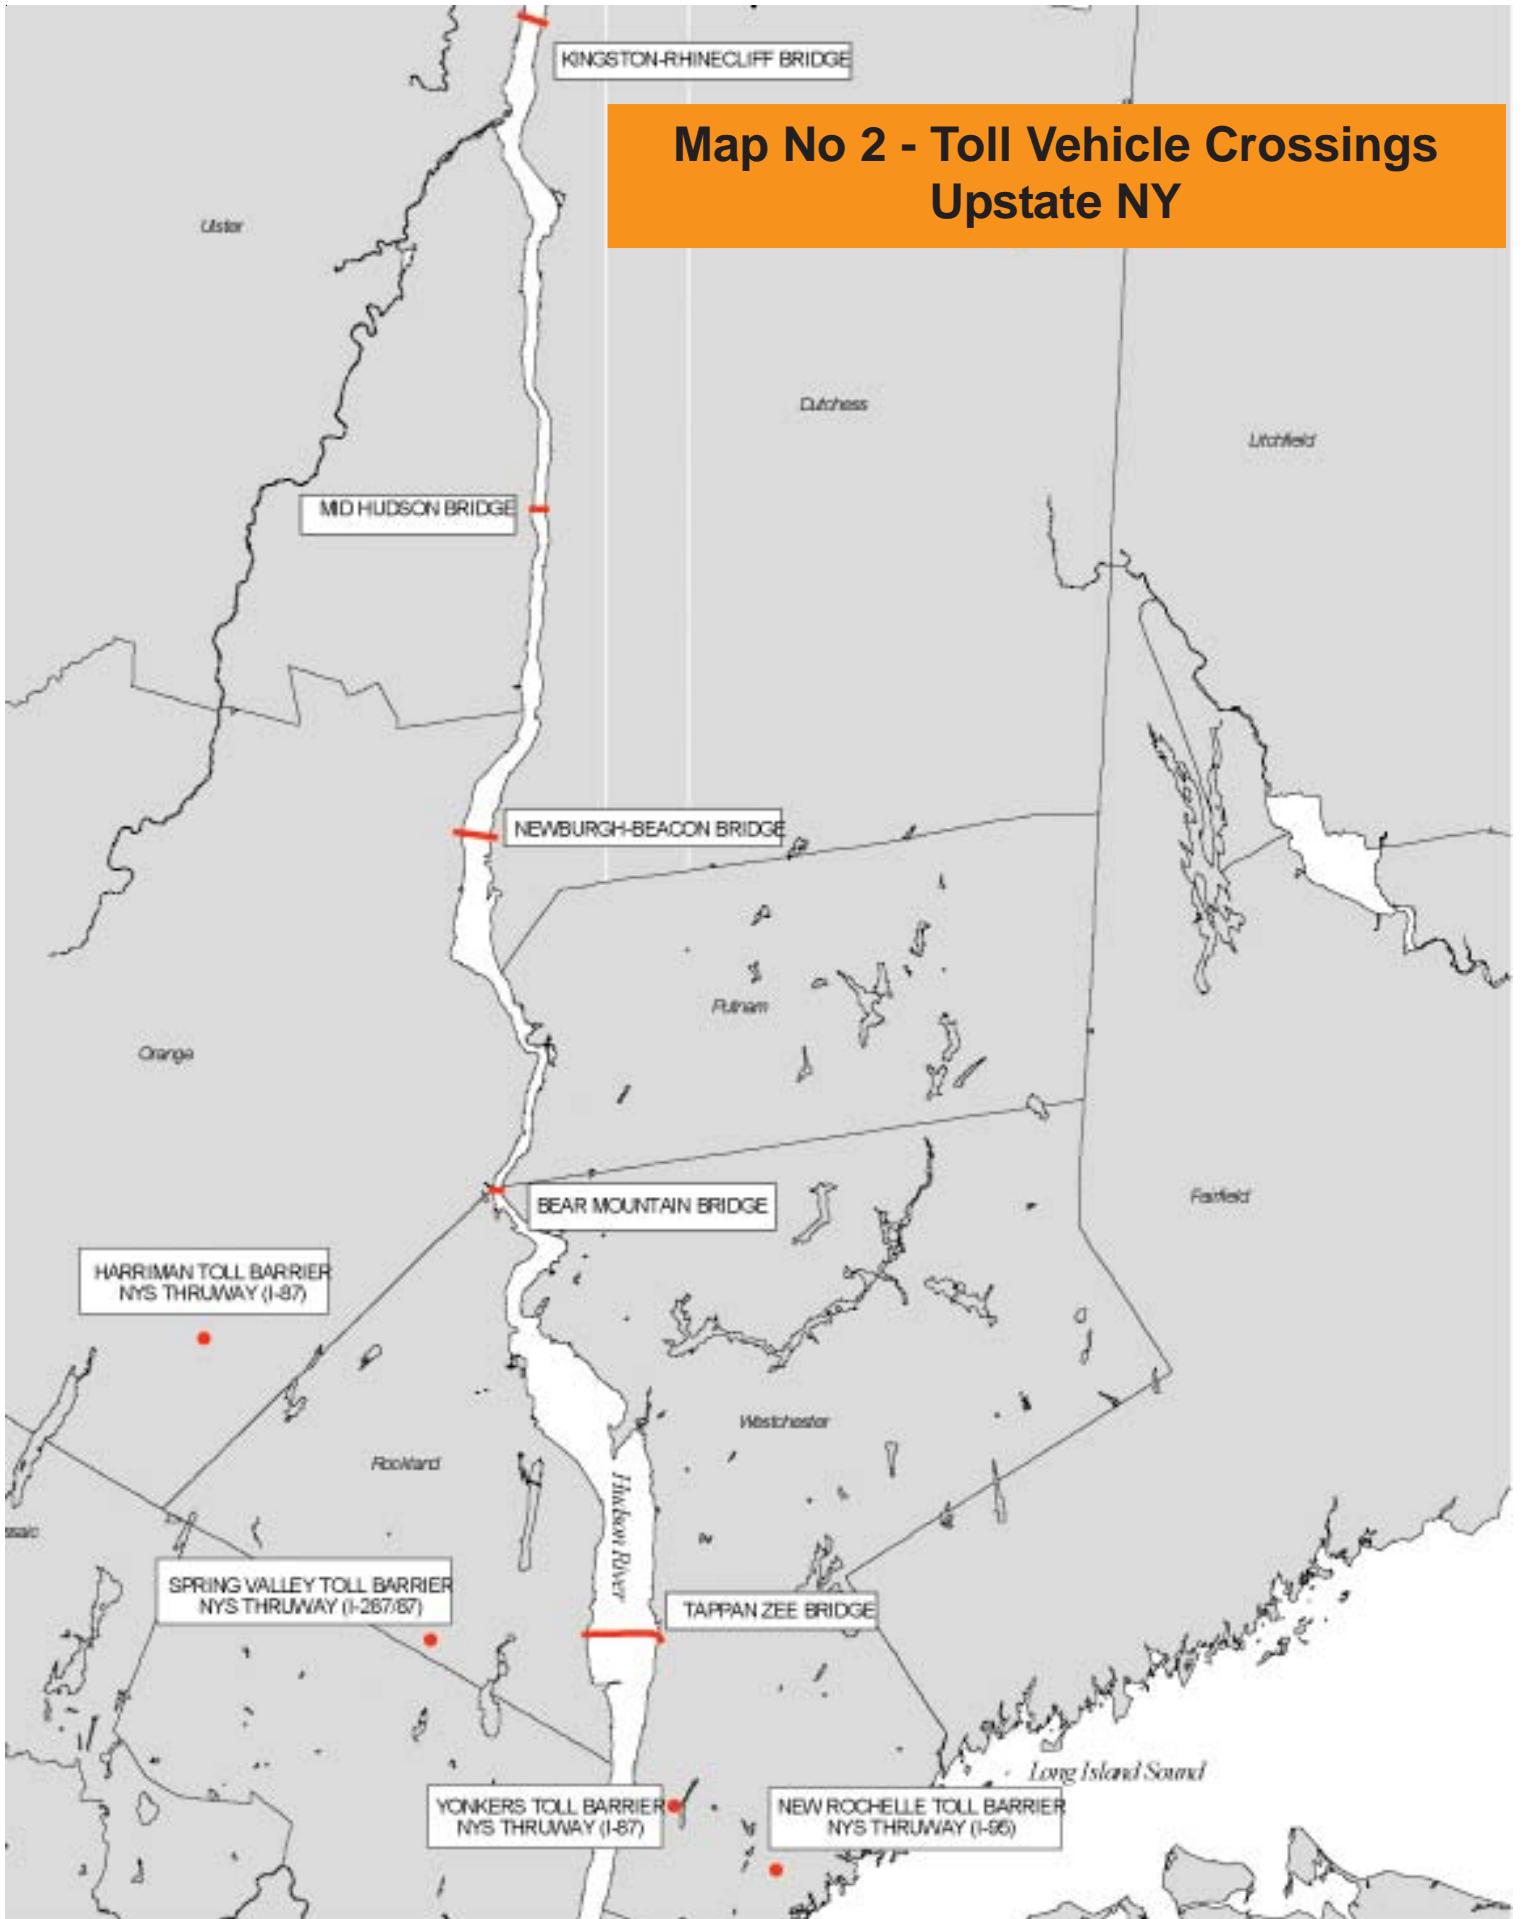 KINGSTON-RHINECLIFF BRIDGE
Map No 2 - Toll Vehicle Crossings
Upstate NY
Ulster
Dutchess
Litchfield
MID HUDSON BRIDGE
NEWBURGH-BEACON BRIDGE
Putnam
Orange
Fairfield
BEAR MOUNTAIN BRIDGE
HARRIMAN TOLL BARRIER
NYS THRUWAY (I-87)
Westchester
Rockland
Hudson River
ssaic
SPRING VALLEY TOLL BARRIER
NYS THRUWAY (I-287/87)
TAPPAN ZEE BRIDGE
Long Island Sound
YONKERS TOLL BARRIER
NYS THRUWAY (I-87)
NEW ROCHELLE TOLL BARRIER
NYS THRUWAY (I-95)